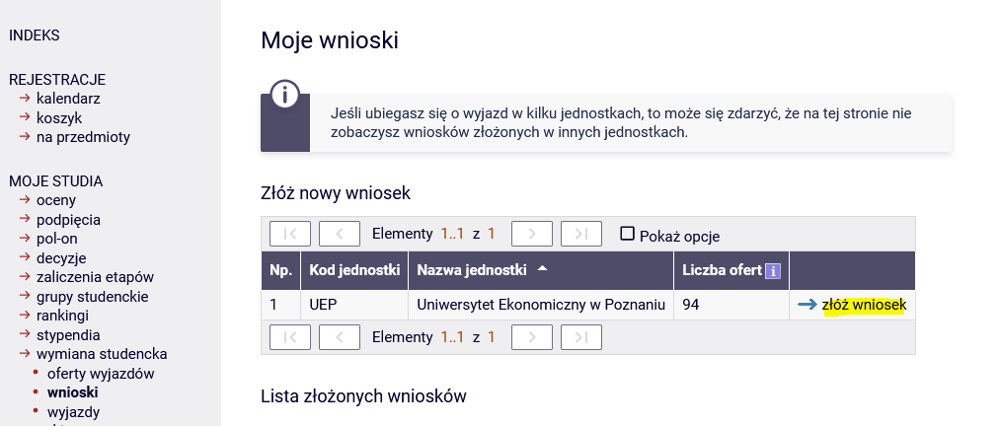 INDEKS
REJESTRACJE
kalendarz
koszyk
na przedmioty
MOJE STUDIA
oceny
podpięcia
pol-on
decyzje
zaliczenia etapów
grupy studenckie
rankingi
stypendia
wymiana studencka
oferty wyjazdów
wnioski
wyjazdy
Moje wnioski
Jeśli ubiegasz się o wyjazd w kilku jednostkach, to może się zdarzyć, że na tej stronie nie
zobaczysz wniosków złożonych w innych jednostkach.
Złóż nowy wniosek
Elementy 1..1 z 1 Pokaż opcje
Np. Kod jednostki Nazwa jednostki Liczba ofert i
1 UEP Uniwersytet Ekonomiczny w Poznaniu 94 złóż wniosek
Elementy 1..1 z 1
Lista złożonych wniosków